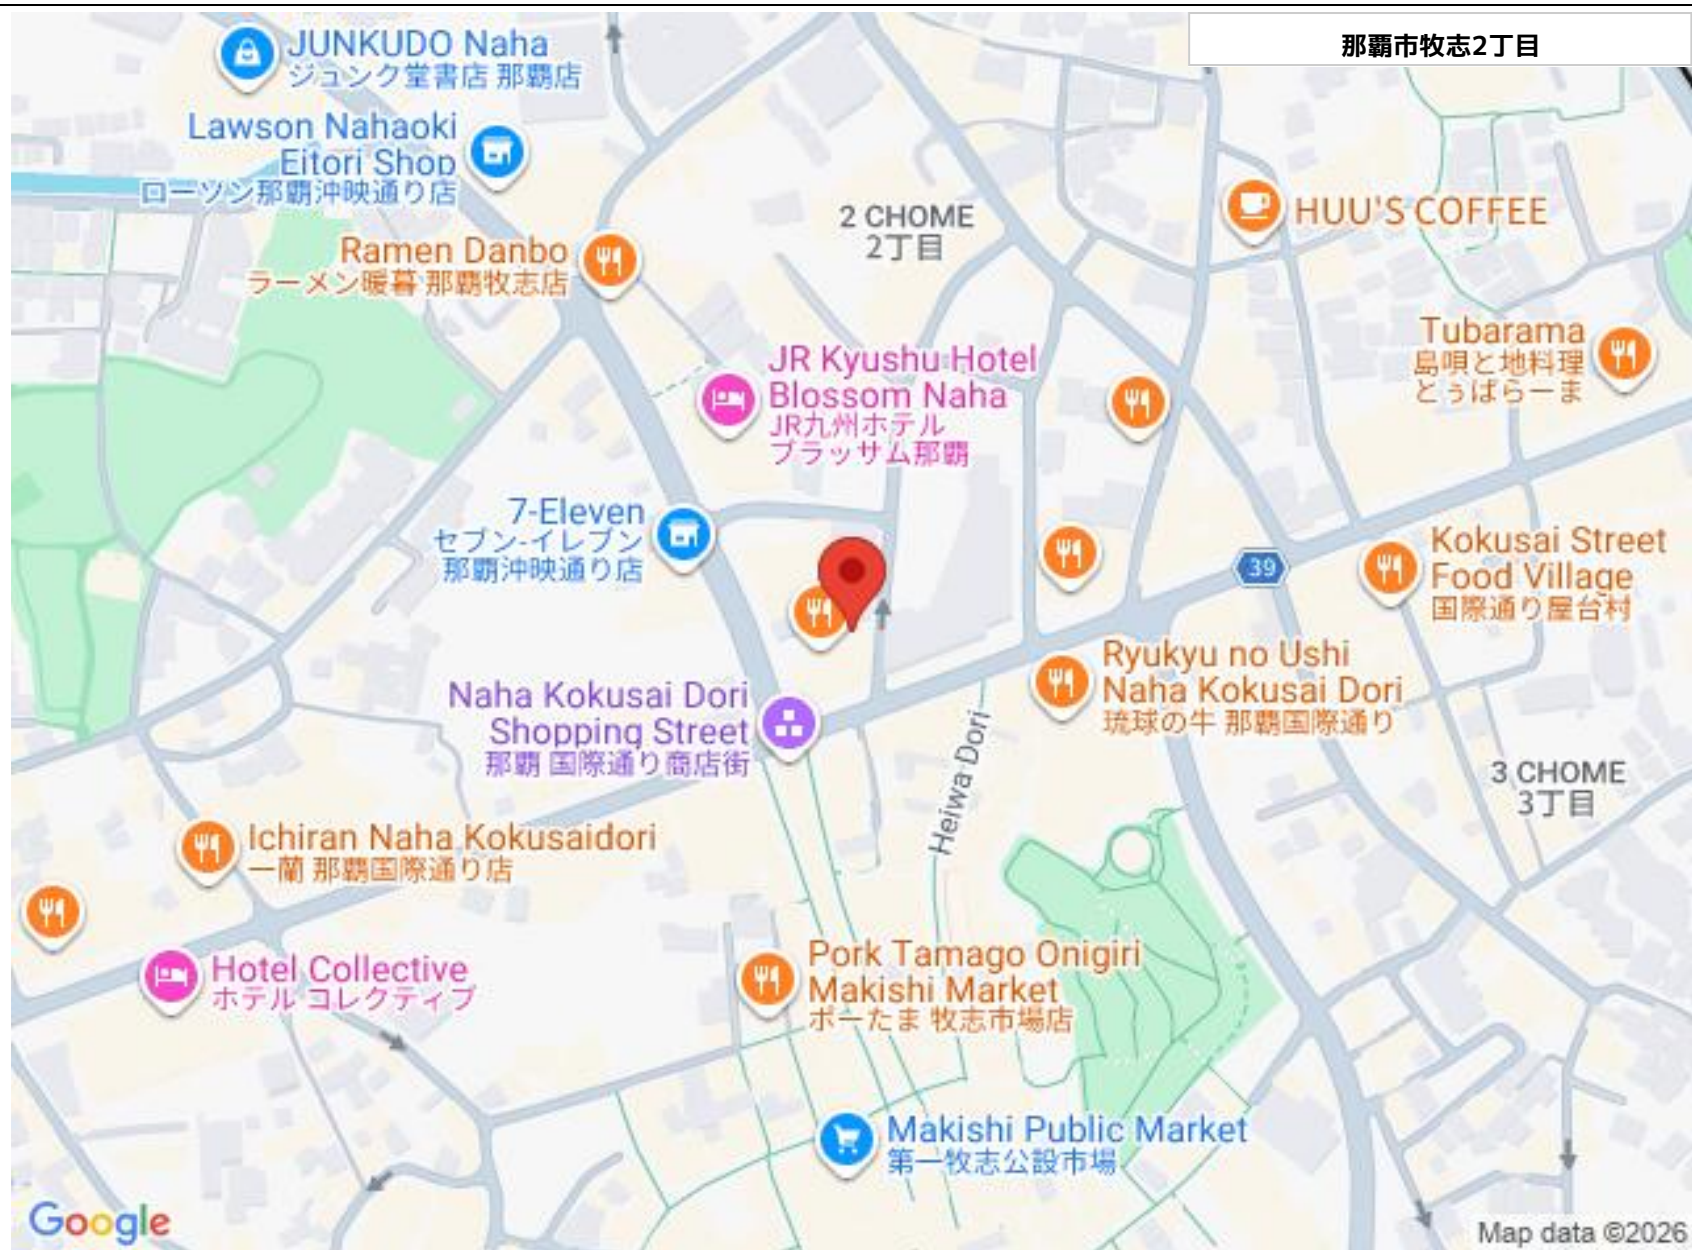 那覇市牧志2丁目
JUNKUDO Naha
ジュンク堂書店 那覇店
Lawson Nahaoki
Eitori Shop
ローソン那覇沖映通り店
2 CHOME
2丁目
HUU'S COFFEE
Ramen Danbo
ラーメン暖暮 那覇牧志店
Tubarama
島唄と地料理
とぅばらーま
JR Kyushu Hotel
Blossom Naha
JR九州ホテル
ブラッサム那覇
7-Eleven
セブン-イレブン
那覇沖映通り店
39
Kokusai Street
Food Village
国際通り屋台村
Ryukyu no Ushi
Naha Kokusai Dori
琉球の牛 那覇国際通り
Naha Kokusai Dori
Shopping Street
那覇 国際通り商店街
Heiwa Dori
3 CHOME
3丁目
Ichiran Naha Kokusaidori
一蘭 那覇国際通り店
Hotel Collective
ホテル コレクティブ
Pork Tamago Onigiri
Makishi Market
ポーたま 牧志市場店
Makishi Public Market
第一牧志公設市場
Google
Map data ©2026